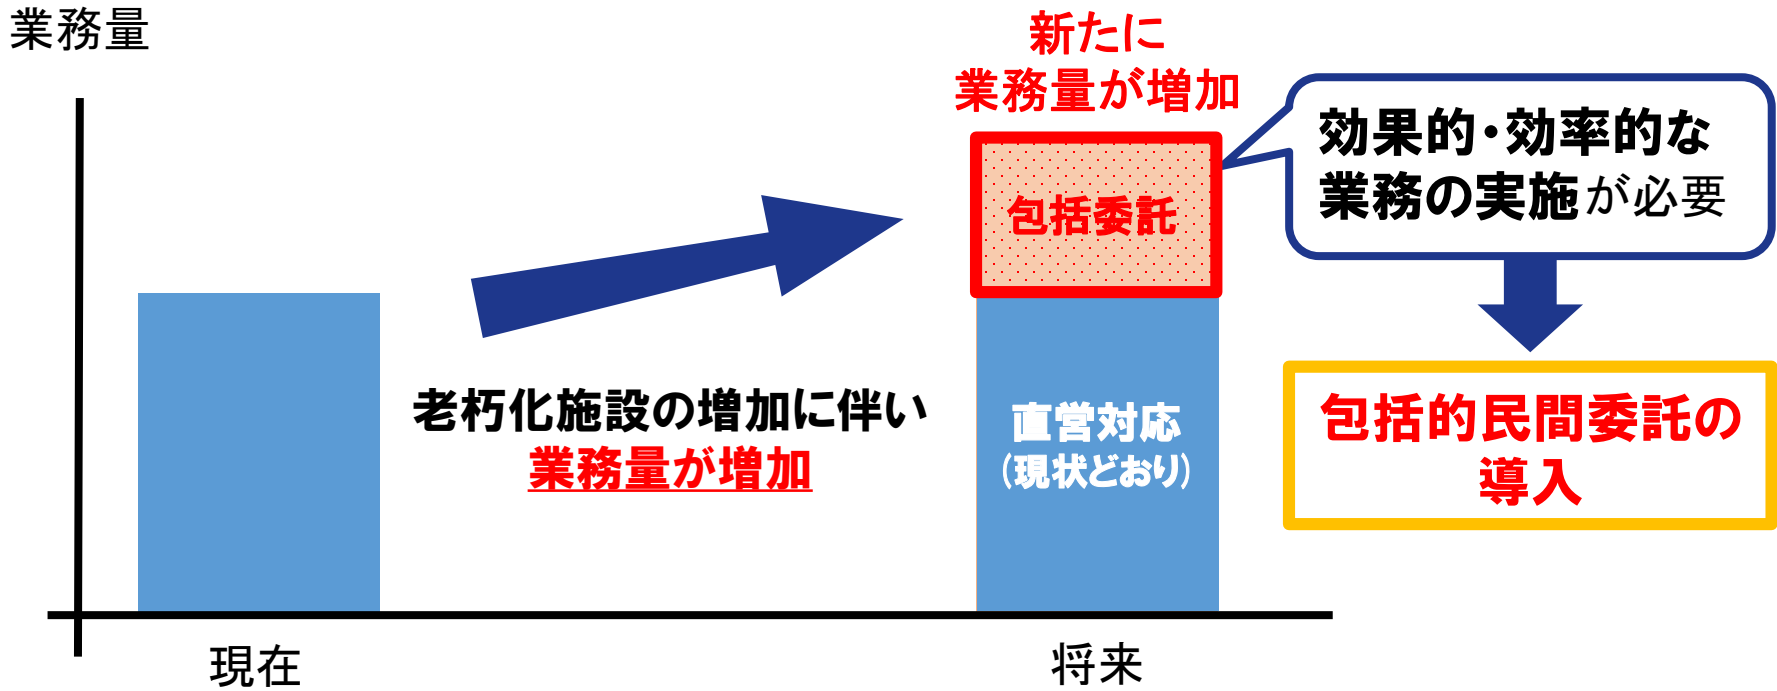 業務量
新たに
業務量が増加
効果的・効率的な
業務の実施が必要
包括委託
老朽化施設の増加に伴い
業務量が増加
直営対応
(現状どおり)
包括的民間委託の
導入
現在
将来